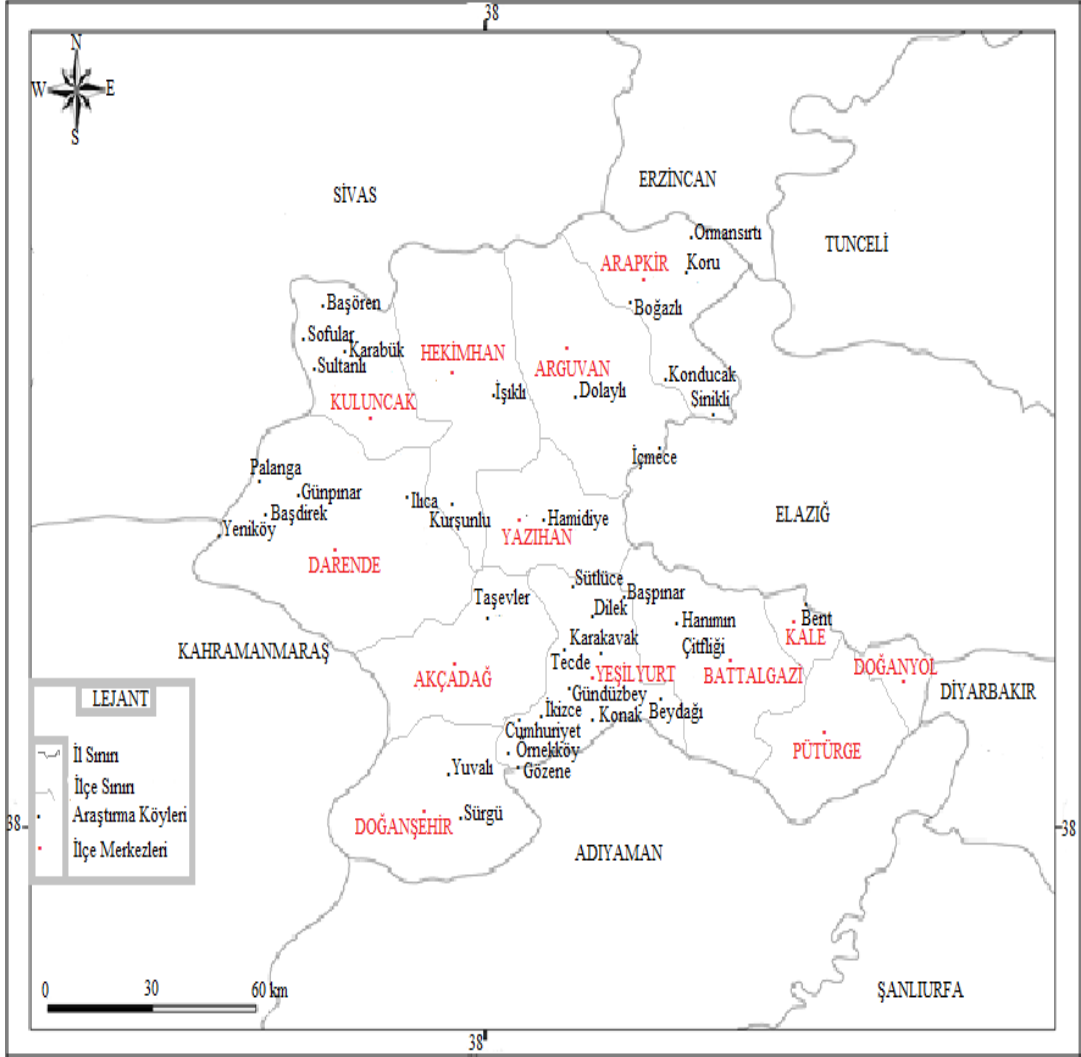 38
N
W E
S
SİVAS
ERZİNCAN
TUNCELİ
Ormansırtı
Koru
ARAPKİR
Boğazlı
Başören
Sofular
Karabük
Sultanlı
KULUNCAK
HEKİMHAN
İşıklı
ARGUVAN
Dolaylı
Konducak
Sinikli
İçmece
Palanga
Günpınar
Başdirek
Yeniköy
DARENDE
Ilıca
Kurşunlu
Hamidiye
YAZIHAN
ELAZIĞ
Taşevler
Sütlüce
Başpınar
Dilek
Hanımın
Çitfliği
Karakavak
Tecde
YEŞİLYURT
BATTALGAZİ
Bent
KALE
DOĞANYOL
DİYARBAKIR
KAHRAMANMARAŞ
AKÇADAĞ
Gündüzbey
İkizce
Konak
Beydağı
Cumhuriyet
Örnekköy
Gözene
PÜTÜRGE
Yuvalı
Sürgü
DOĞANŞEHİR
ADIYAMAN
ŞANLIURFA
LEJANT
İl Sınırı
İlçe Sınırı
Araştırma Köyleri
İlçe Merkezleri
38
38
0 30 60 km
38